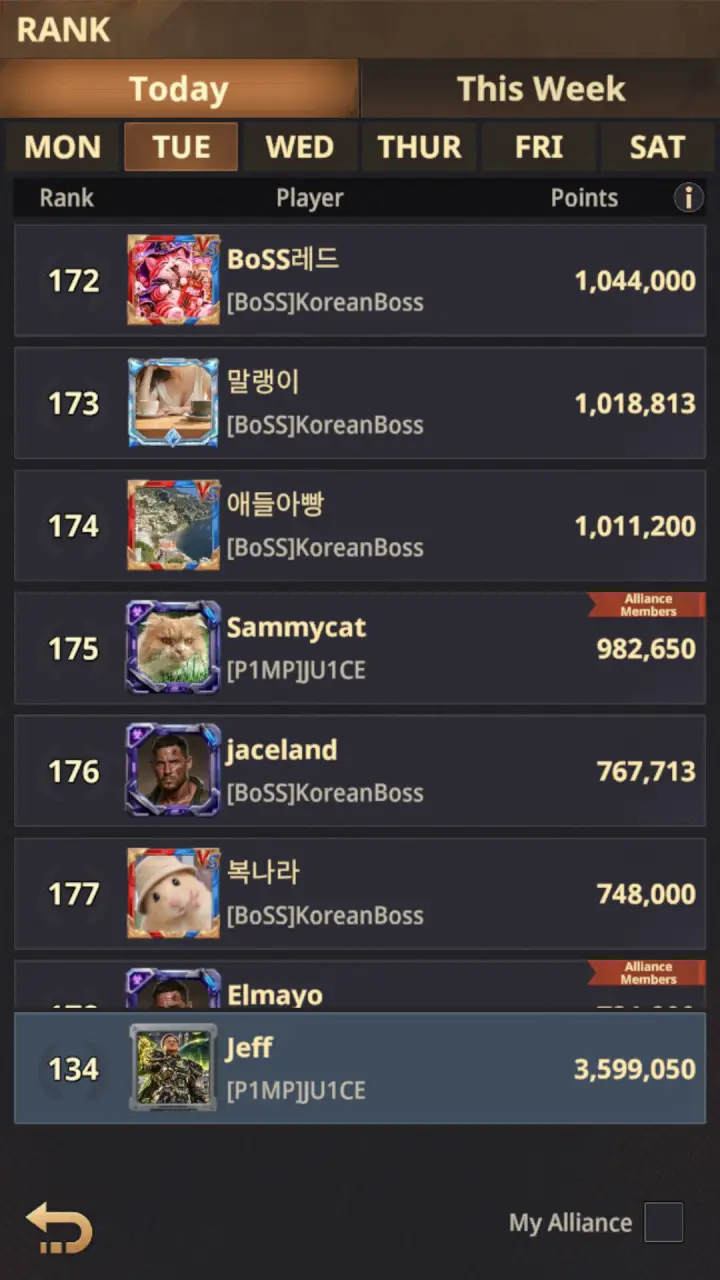 RANK
Today
This Week
MON
TUE
WED
THUR
FRI
SAT
Rank
Player
Points
172
BoSS레드
[BoSS]KoreanBoss
1,044,000
173
말랭이
[BoSS]KoreanBoss
1,018,813
174
애들아빵
[BoSS]KoreanBoss
1,011,200
175
Sammycat
[P1MP]JU1CE
Alliance
Members
982,650
176
jaceland
[BoSS]KoreanBoss
767,713
177
복나라
[BoSS]KoreanBoss
748,000
Elmayo
Alliance
Members
134
Jeff
[P1MP]JU1CE
3,599,050
My Alliance